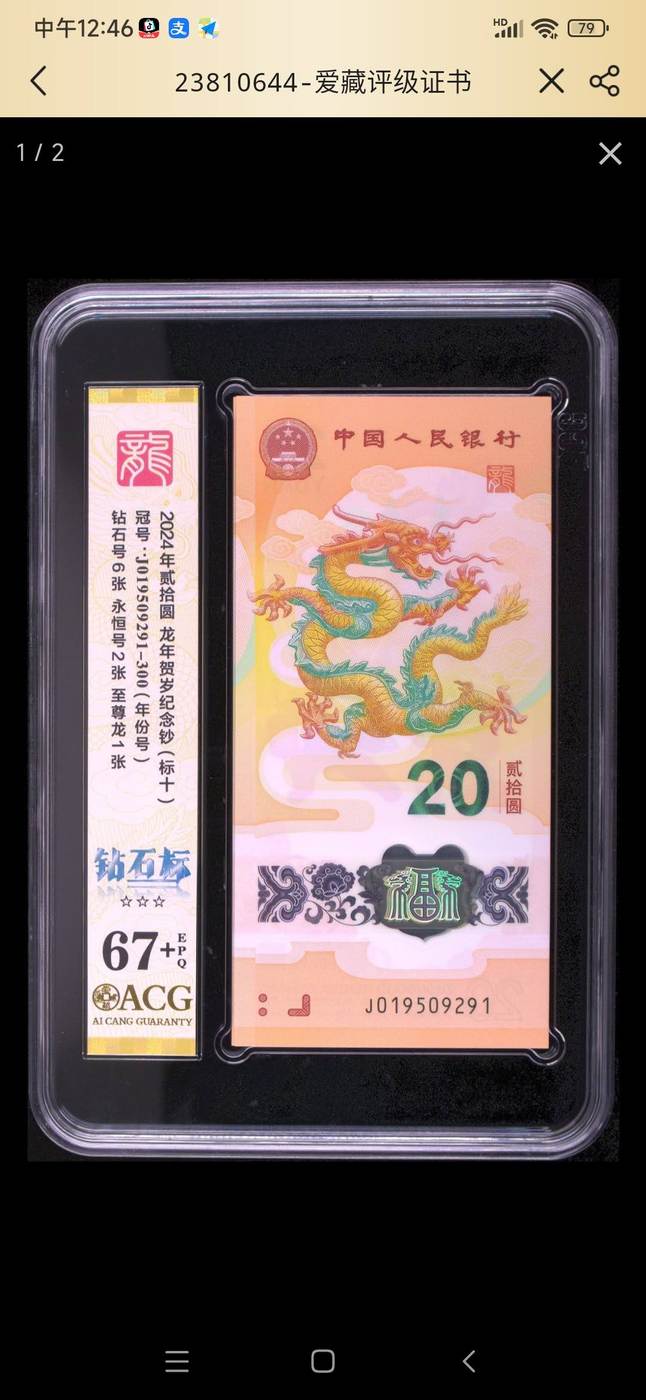 中午12:46
HD
79
23810644-爱藏评级证书
1 / 2
龍
2024年贰拾圆 龙年贺岁纪念钞(标十)
冠号:J019509291-300(年份号)
钻石号6张 永恒号2张 至尊龙1张
钻石标
☆☆☆
67+EPQ
ACG
AI CANG GUARANTY
中国人民银行
龍
20
贰拾圆
福
J019509291